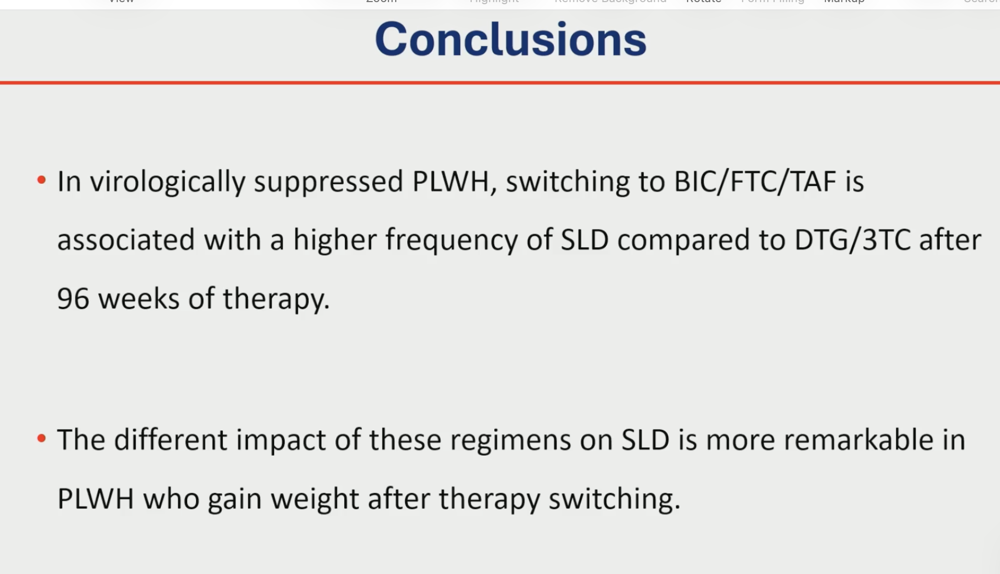 View Zoom Highlight Remove Background Rotate Form Filling Markup Search
Conclusions
• In virologically suppressed PLWH, switching to BIC/FTC/TAF is
associated with a higher frequency of SLD compared to DTG/3TC after
96 weeks of therapy.
• The different impact of these regimens on SLD is more remarkable in
PLWH who gain weight after therapy switching.